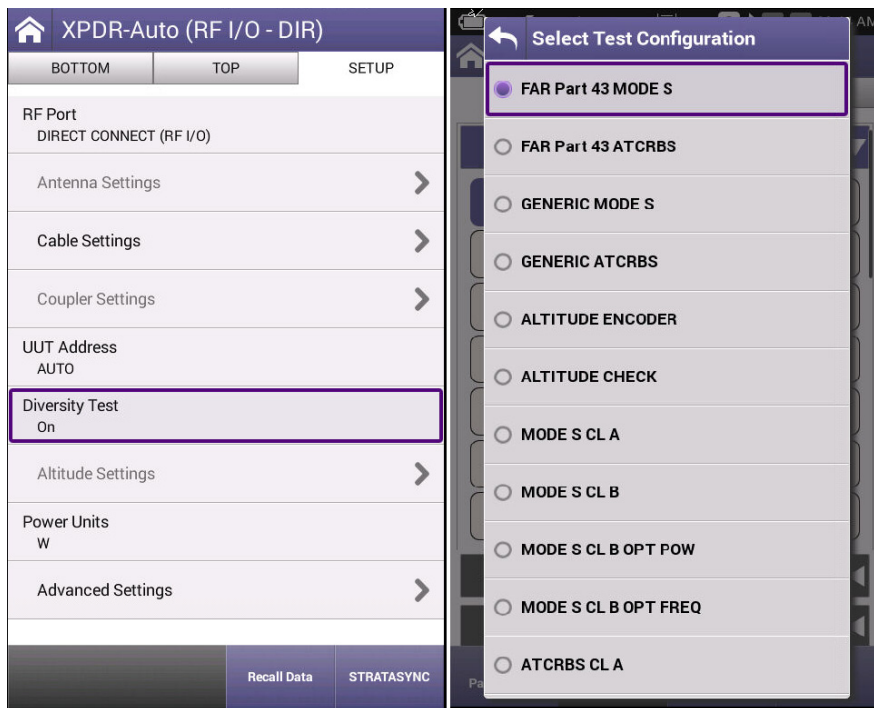 XPDR-Auto (RF I/O - DIR)
BOTTOM
TOP
SETUP
RF Port
DIRECT CONNECT (RF I/O)
Antenna Settings
Cable Settings
Coupler Settings
UUT Address
AUTO
Diversity Test
On
Altitude Settings
Power Units
W
Advanced Settings
Recall Data
STRATASYNC
AM
Select Test Configuration
FAR Part 43 MODE S
FAR Part 43 ATCRBS
GENERIC MODE S
GENERIC ATCRBS
ALTITUDE ENCODER
ALTITUDE CHECK
MODE S CL A
MODE S CL B
MODE S CL B OPT POW
MODE S CL B OPT FREQ
ATCRBS CL A
Pa